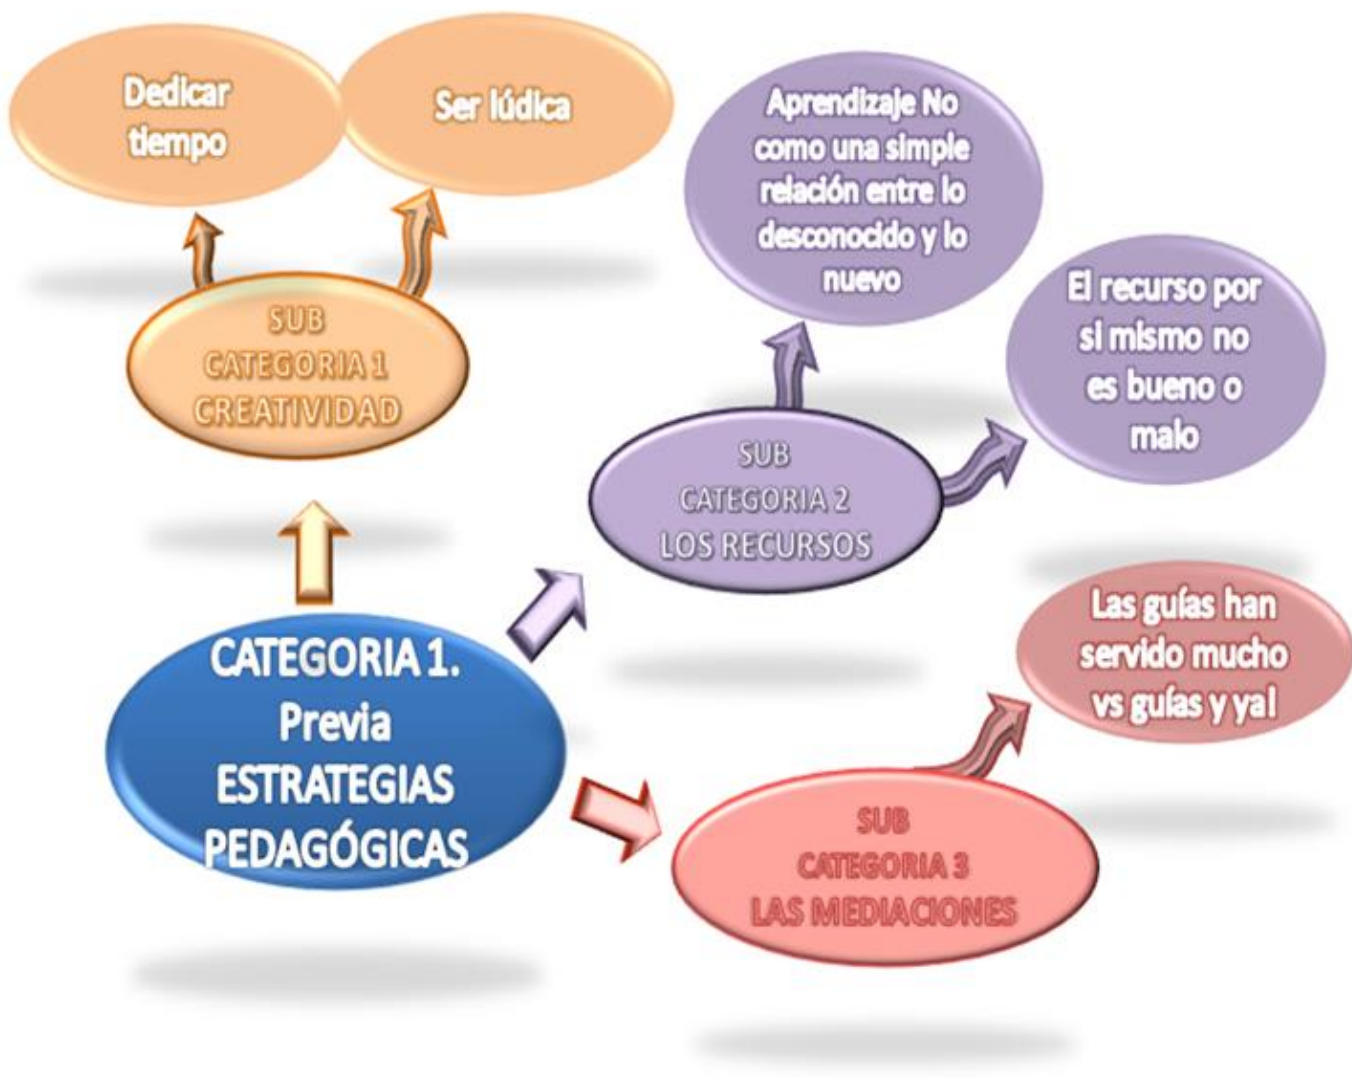 Dedicar
tiempo
Ser lúdica
SUB
CATEGORIA 1
CREATIVIDAD
Aprendizaje No
como una simple
relación entre lo
desconocido y lo
nuevo
El recurso por
si mismo no
es bueno o
malo
SUB
CATEGORIA 2
LOS RECURSOS
CATEGORIA 1.
Previa
ESTRATEGIAS
PEDAGÓGICAS
Las guías han
servido mucho
vs guías y ya!
SUB
CATEGORIA 3
LAS MEDIACIONES